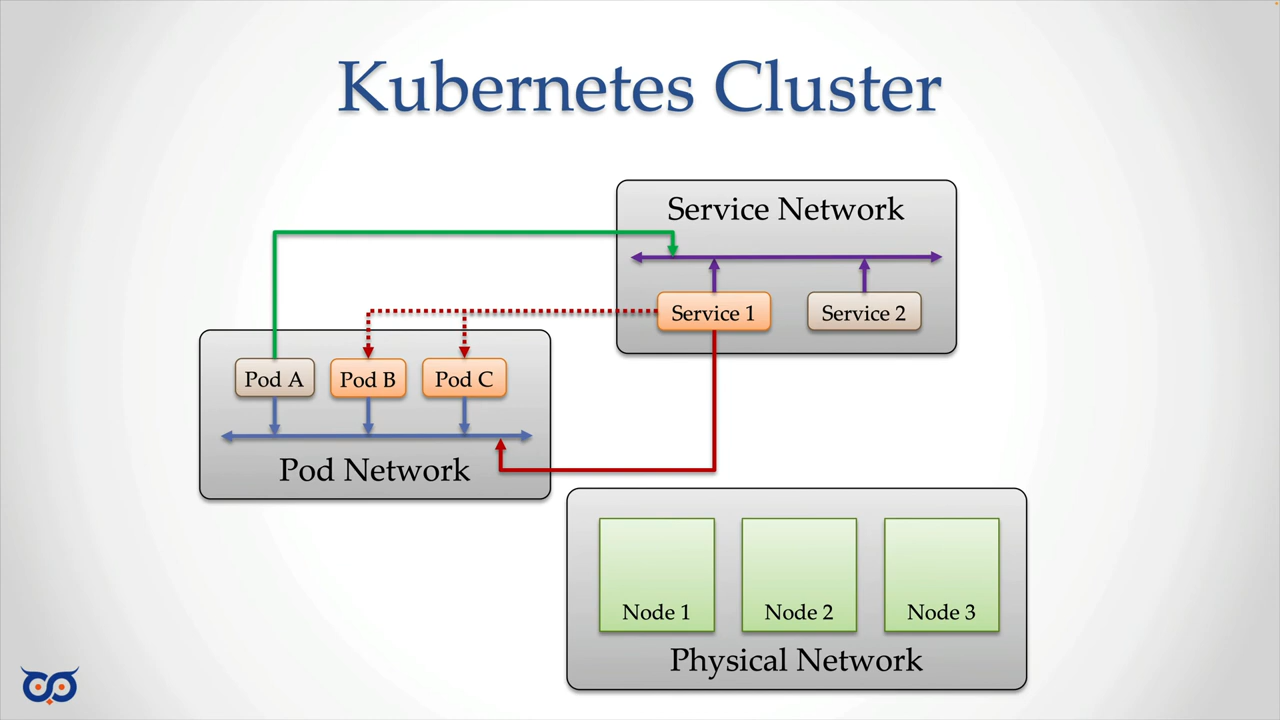 Kubernetes Cluster
Service Network
Service 1
Service 2
Pod A
Pod B
Pod C
Pod Network
Node 1
Node 2
Node 3
Physical Network